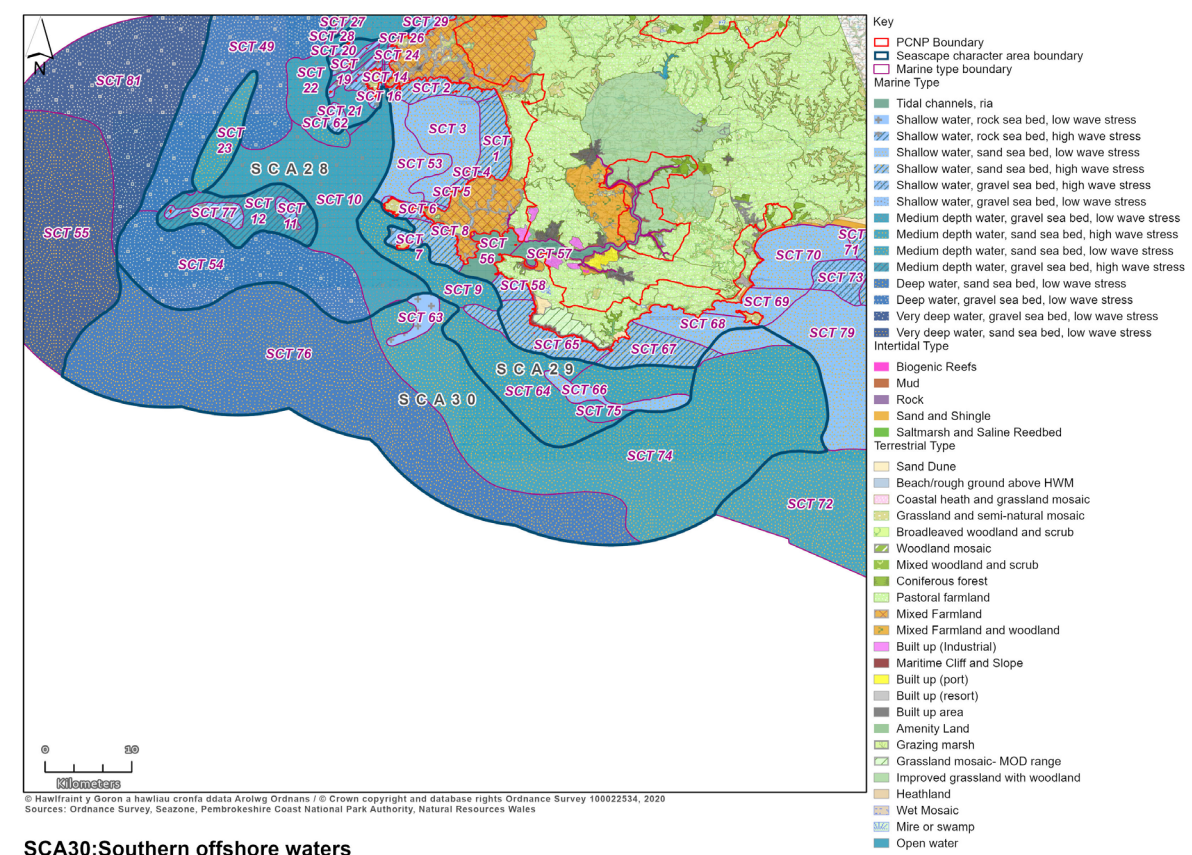 SCT 27
SCT 29
SCT 28
SCT 26
SCT 49
SCT 20
SCT 24
SCT 81
SCT 22
SCT 19
SCT 14
SCT 2
SCT 16
SCT 21
SCT 62
SCT 3
SCT 23
SCT 1
SCT 53
SCT 4
SCA28
SCT 5
SCT 10
SCT 77
SCT 12
SCT 11
SCT 6
SCT 55
SCT 8
SCT 7
SCT 56
SCT 57
SCT 54
SCT 9
SCT 58
SCT 70
SCT 71
SCT 73
SCT 69
SCT 63
SCT 68
SCT 79
SCT 65
SCT 67
SCT 76
SCA29
SCT 64
SCT 66
SCA30
SCT 75
SCT 74
SCT 72
N
0 10
Kilometers
© Hawlfraint y Goron a hawliau cronfa ddata Arolwg Ordnans / © Crown copyright and database rights Ordnance Survey 100022534, 2020
Sources: Ordnance Survey, Seazone, Pembrokeshire Coast National Park Authority, Natural Resources Wales
SCA30:Southern offshore waters
Key
PCNP Boundary
Seascape character area boundary
Marine type boundary
Marine Type
Tidal channels, ria
Shallow water, rock sea bed, low wave stress
Shallow water, rock sea bed, high wave stress
Shallow water, sand sea bed, low wave stress
Shallow water, sand sea bed, high wave stress
Shallow water, gravel sea bed, high wave stress
Shallow water, gravel sea bed, low wave stress
Medium depth water, gravel sea bed, low wave stress
Medium depth water, sand sea bed, high wave stress
Medium depth water, sand sea bed, low wave stress
Medium depth water, gravel sea bed, high wave stress
Deep water, sand sea bed, low wave stress
Deep water, gravel sea bed, low wave stress
Very deep water, gravel sea bed, low wave stress
Very deep water, sand sea bed, low wave stress
Intertidal Type
Biogenic Reefs
Mud
Rock
Sand and Shingle
Saltmarsh and Saline Reedbed
Terrestrial Type
Sand Dune
Beach/rough ground above HWM
Coastal heath and grassland mosaic
Grassland and semi-natural mosaic
Broadleaved woodland and scrub
Woodland mosaic
Mixed woodland and scrub
Coniferous forest
Pastoral farmland
Mixed Farmland
Mixed Farmland and woodland
Built up (Industrial)
Maritime Cliff and Slope
Built up (port)
Built up (resort)
Built up area
Amenity Land
Grazing marsh
Grassland mosaic- MOD range
Improved grassland with woodland
Heathland
Wet Mosaic
Mire or swamp
Open water